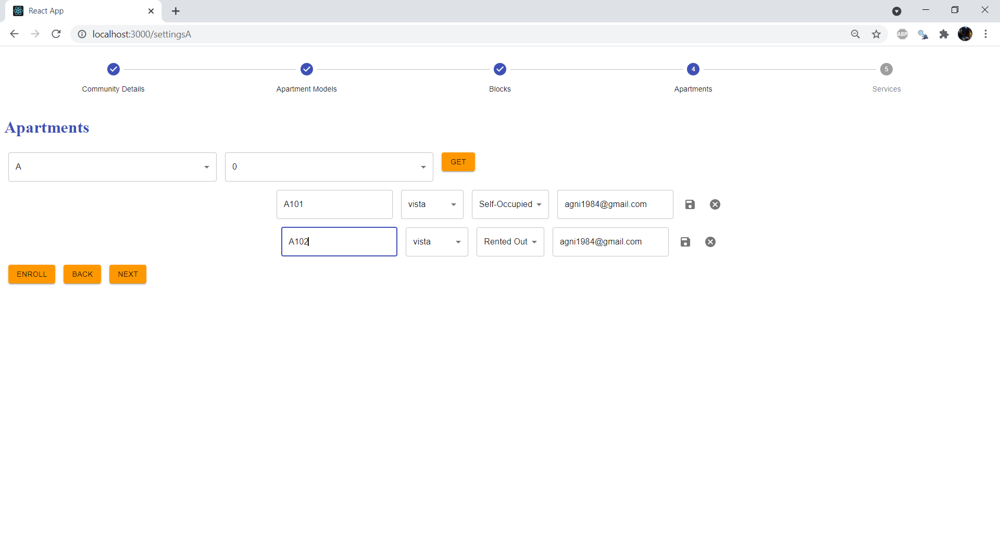 React App
localhost:3000/settingsA
ABP
4 5
Community Details Apartment Models Blocks Apartments Services
Apartments
A 0 GET
A101 vista Self-Occupied agni1984@gmail.com
A102 vista Rented Out agni1984@gmail.com
ENROLL BACK NEXT